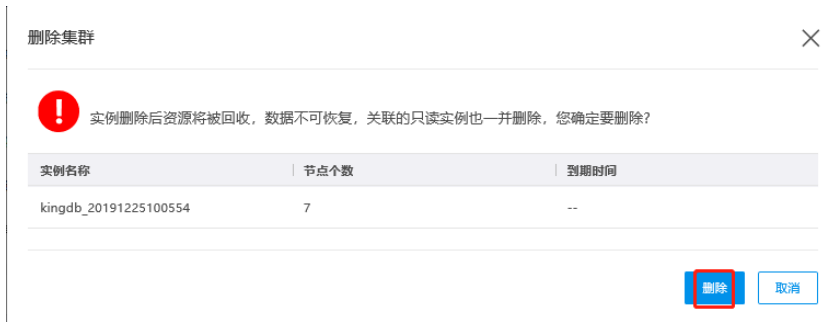 删除集群
实例删除后资源将被回收，数据不可恢复，关联的只读实例也一并删除，您确定要删除?
实例名称 节点个数 到期时间
kingdb_20191225100554 7 --
删除 取消